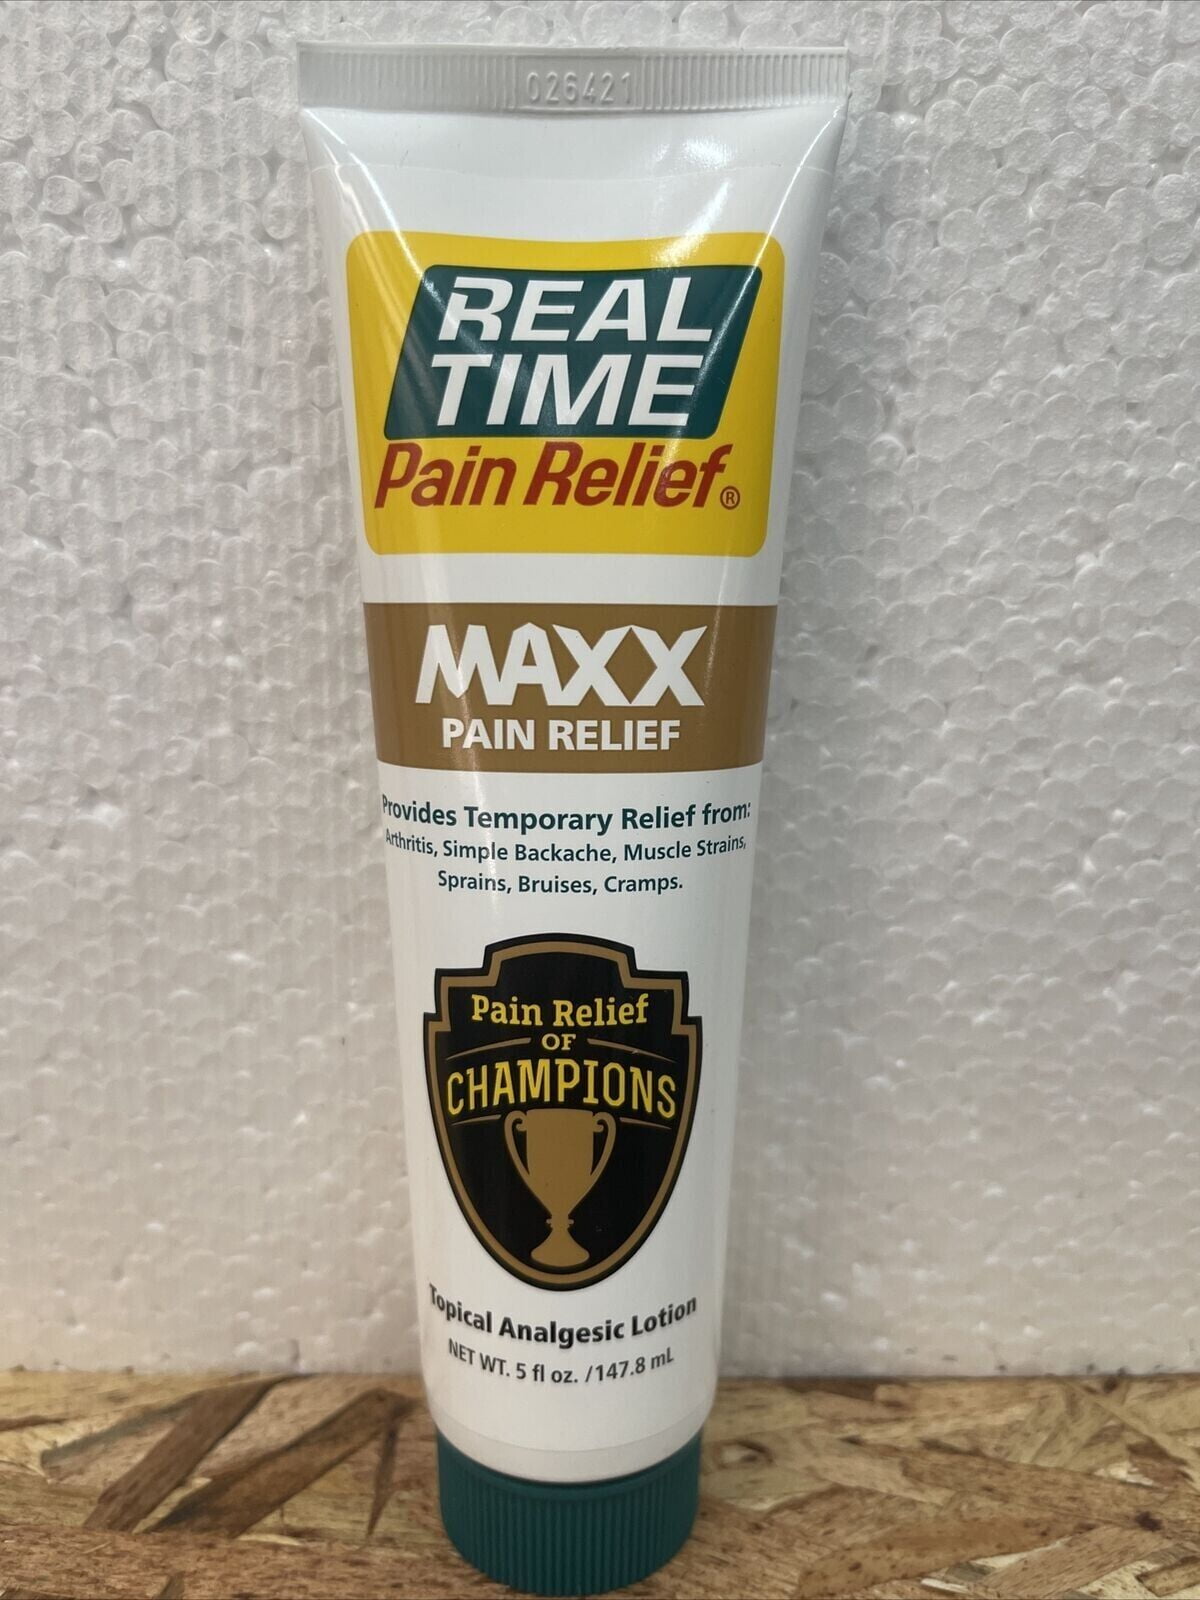 026421
REAL
TIME
Pain Relief®
MAXX
PAIN RELIEF
Provides Temporary Relief from:
Arthritis, Simple Backache, Muscle Strains,
Sprains, Bruises, Cramps.
Pain Relief
OF
CHAMPIONS
Topical Analgesic Lotion
NET WT. 5 fl oz. /147.8 mL